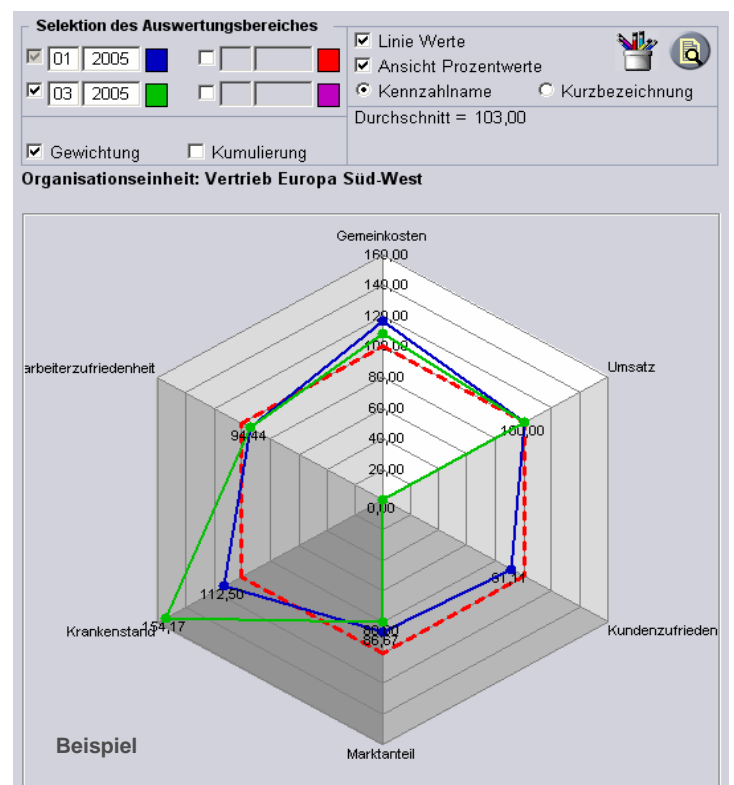 Selektion des Auswertungsbereiches
01 2005
03 2005
Gewichtung Kumulierung
Linie Werte
Ansicht Prozentwerte
Kennzahlname Kurzbezeichnung
Durchschnitt = 103,00
Organisationseinheit: Vertrieb Europa Süd-West
Gemeinkosten
160,00
140,00
120,00
100,00
80,00
60,00
40,00
20,00
0,00
Umsatz
100,00
arbeiterzufriedenheit
94,44
91,11
112,50
154,17
Krankenstand
Kundenzufrieden
86,67
Marktanteil
Beispiel